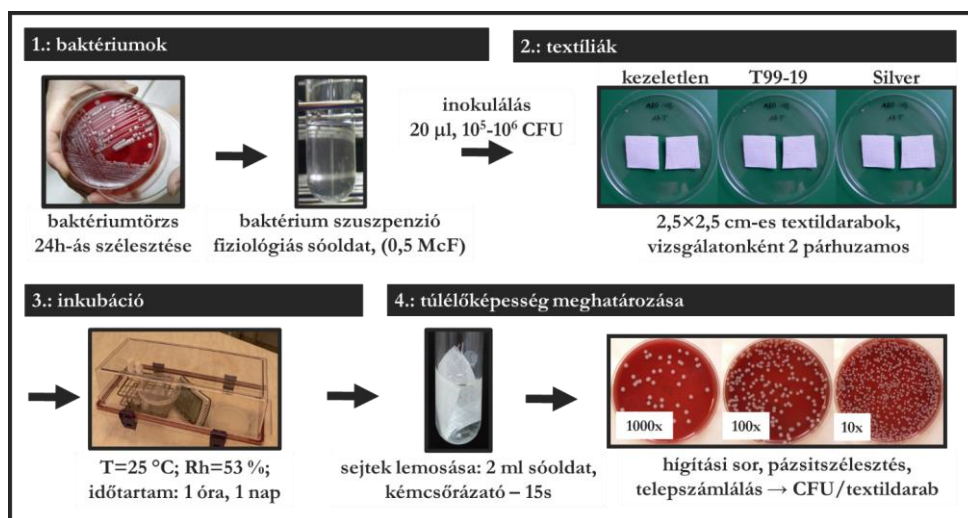 1.: baktériumok
baktériumtörzs
24h-ás szélesztése
baktérium szuszpenzió
fiziológiás sóoldat, (0,5 McF)
inokulálás
20 µl, 10⁵-10⁶ CFU
2.: textíliák
kezeletlen
T99-19
Silver
2,5×2,5 cm-es textildarabok,
vizsgálatonként 2 párhuzamos
3.: inkubáció
T=25 °C; Rh=53 %;
időtartam: 1 óra, 1 nap
4.: túlélőképesség meghatározása
sejtek lemosása: 2 ml sóoldat,
kémcsőrázató – 15s
1000x
100x
10x
hígítási sor, pázsitszélesztés,
telepszámlálás → CFU/textildarab